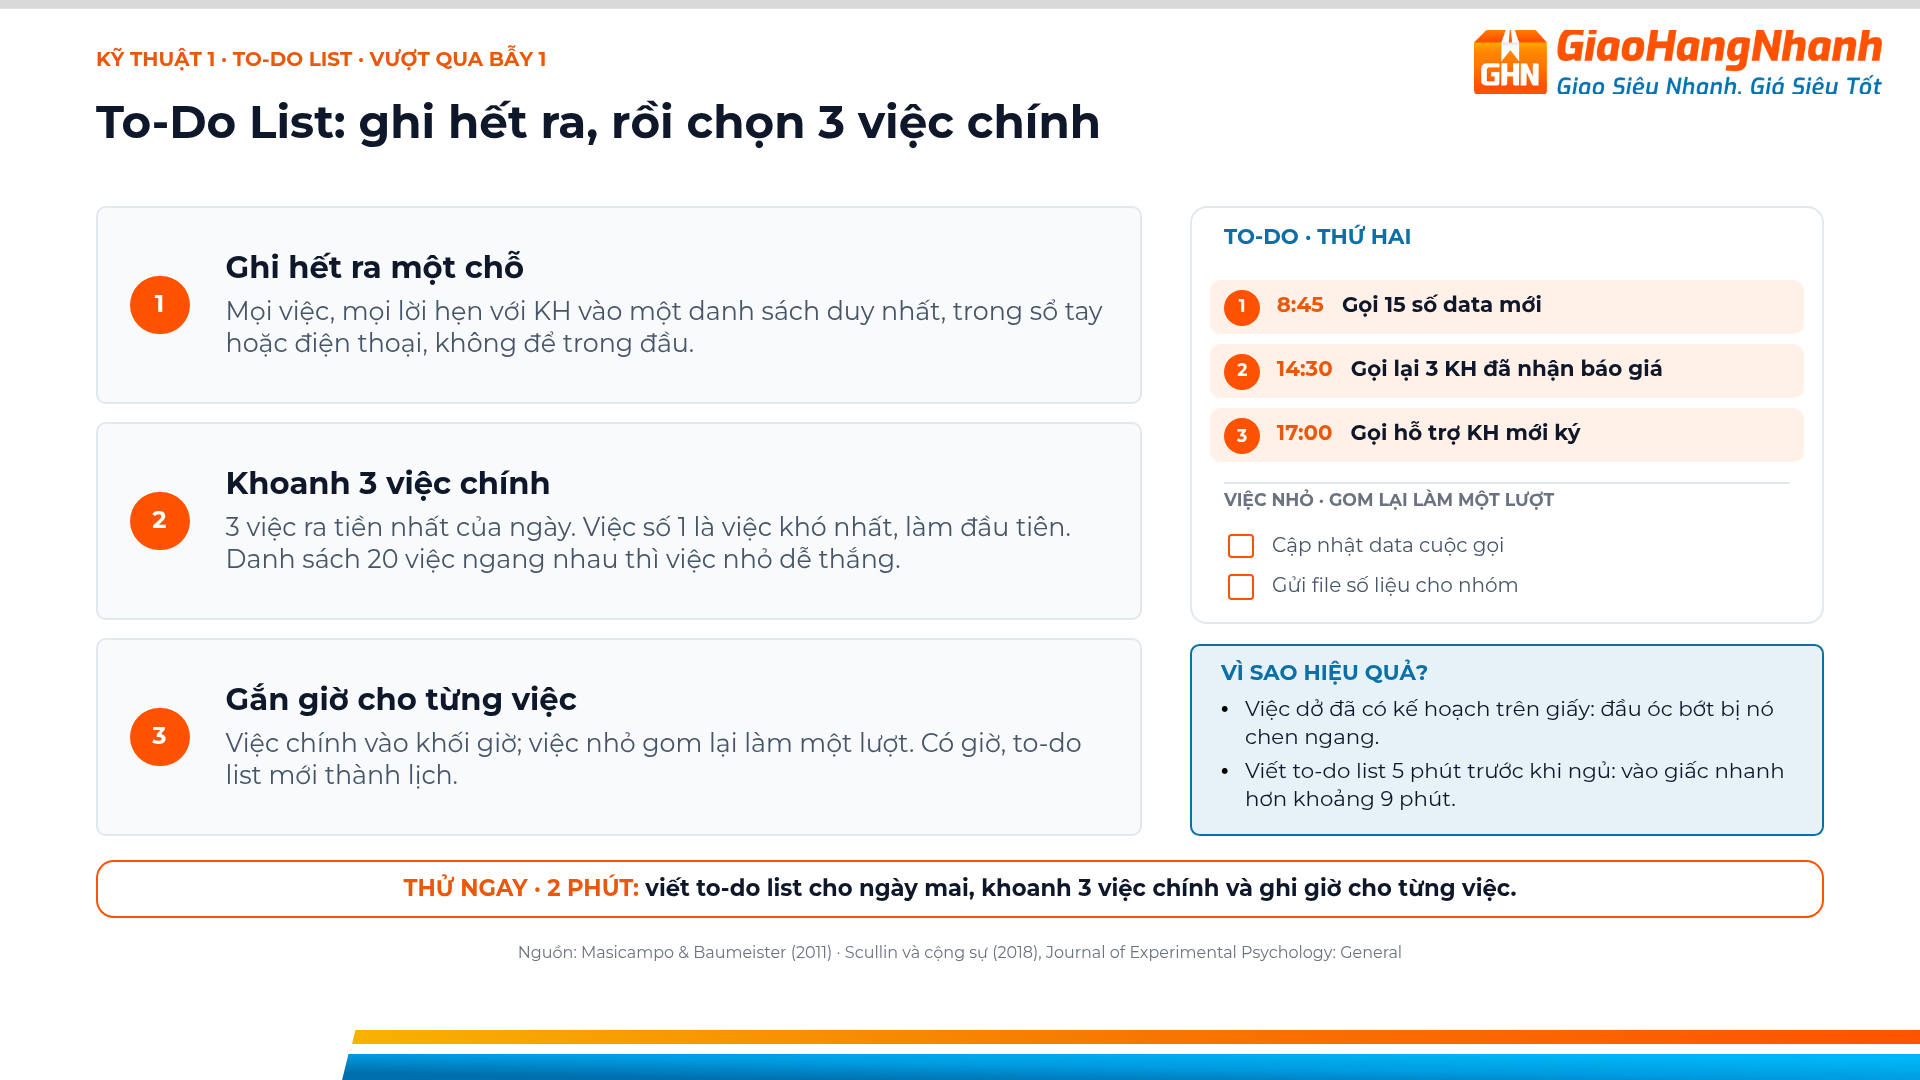 KỸ THUẬT 1 · TO-DO LIST · VƯỢT QUA BẪY 1
GHN
GiaoHangNhanh
Giao Siêu Nhanh. Giá Siêu Tốt
To-Do List: ghi hết ra, rồi chọn 3 việc chính
1
Ghi hết ra một chỗ
Mọi việc, mọi lời hẹn với KH vào một danh sách duy nhất, trong sổ tay
hoặc điện thoại, không để trong đầu.
2
Khoanh 3 việc chính
3 việc ra tiền nhất của ngày. Việc số 1 là việc khó nhất, làm đầu tiên.
Danh sách 20 việc ngang nhau thì việc nhỏ dễ thắng.
3
Gắn giờ cho từng việc
Việc chính vào khối giờ; việc nhỏ gom lại làm một lượt. Có giờ, to-do
list mới thành lịch.
TO-DO · THỨ HAI
1 8:45 Gọi 15 số data mới
2 14:30 Gọi lại 3 KH đã nhận báo giá
3 17:00 Gọi hỗ trợ KH mới ký
VIỆC NHỎ · GOM LẠI LÀM MỘT LƯỢT
Cập nhật data cuộc gọi
Gửi file số liệu cho nhóm
VÌ SAO HIỆU QUẢ?
• Việc dở đã có kế hoạch trên giấy: đầu óc bớt bị nó
chen ngang.
• Viết to-do list 5 phút trước khi ngủ: vào giấc nhanh
hơn khoảng 9 phút.
THỬ NGAY · 2 PHÚT: viết to-do list cho ngày mai, khoanh 3 việc chính và ghi giờ cho từng việc.
Nguồn: Masicampo & Baumeister (2011) · Scullin và cộng sự (2018), Journal of Experimental Psychology: General